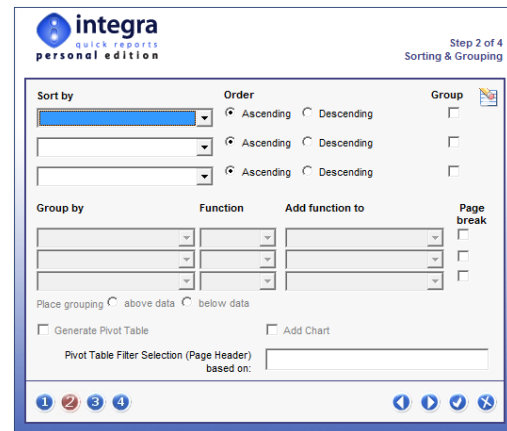 integra
quick reports
personal edition
Step 2 of 4
Sorting & Grouping
Sort by Order Group
Ascending Descending
Ascending Descending
Ascending Descending
Group by Function Add function to Page break
Place grouping above data below data
Generate Pivot Table Add Chart
Pivot Table Filter Selection (Page Header)
based on:
1 2 3 4